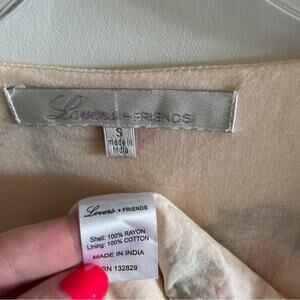 Lovers + FRIENDS
S
made in
India
Lovers + FRIENDS
Shell: 100% RAYON
Lining: 100% COTTON
MADE IN INDIA
RN 132829